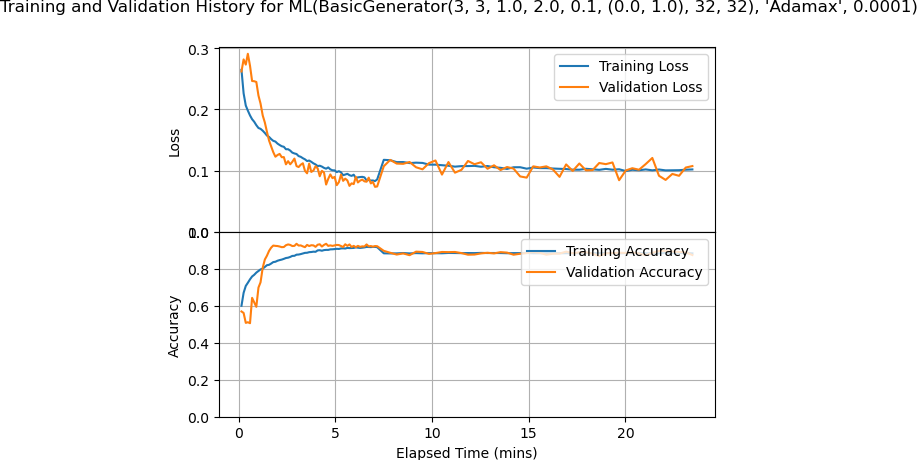 Training and Validation History for ML(BasicGenerator(3, 3, 1.0, 2.0, 0.1, (0.0, 1.0), 32, 32), 'Adamax', 0.0001)
0.3
0.2
0.1
0.0
Loss
Training Loss
Validation Loss
1.0
0.8
0.6
0.4
0.2
0.0
Accuracy
Training Accuracy
Validation Accuracy
0 5 10 15 20
Elapsed Time (mins)